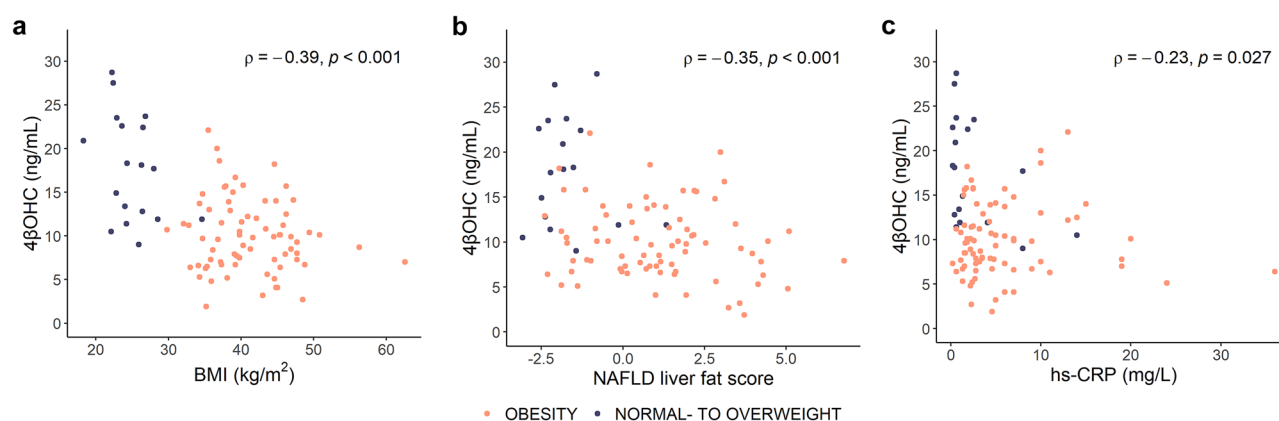 a
ρ = −0.39, p < 0.001
4βOHC (ng/mL)
30
25
20
15
10
5
0
20 30 40 50 60
BMI (kg/m²)
b
ρ = −0.35, p < 0.001
4βOHC (ng/mL)
30
25
20
15
10
5
0
-2.5 0.0 2.5 5.0
NAFLD liver fat score
c
ρ = −0.23, p = 0.027
4βOHC (ng/mL)
30
25
20
15
10
5
0
0 10 20 30
hs-CRP (mg/L)
OBESITY NORMAL- TO OVERWEIGHT